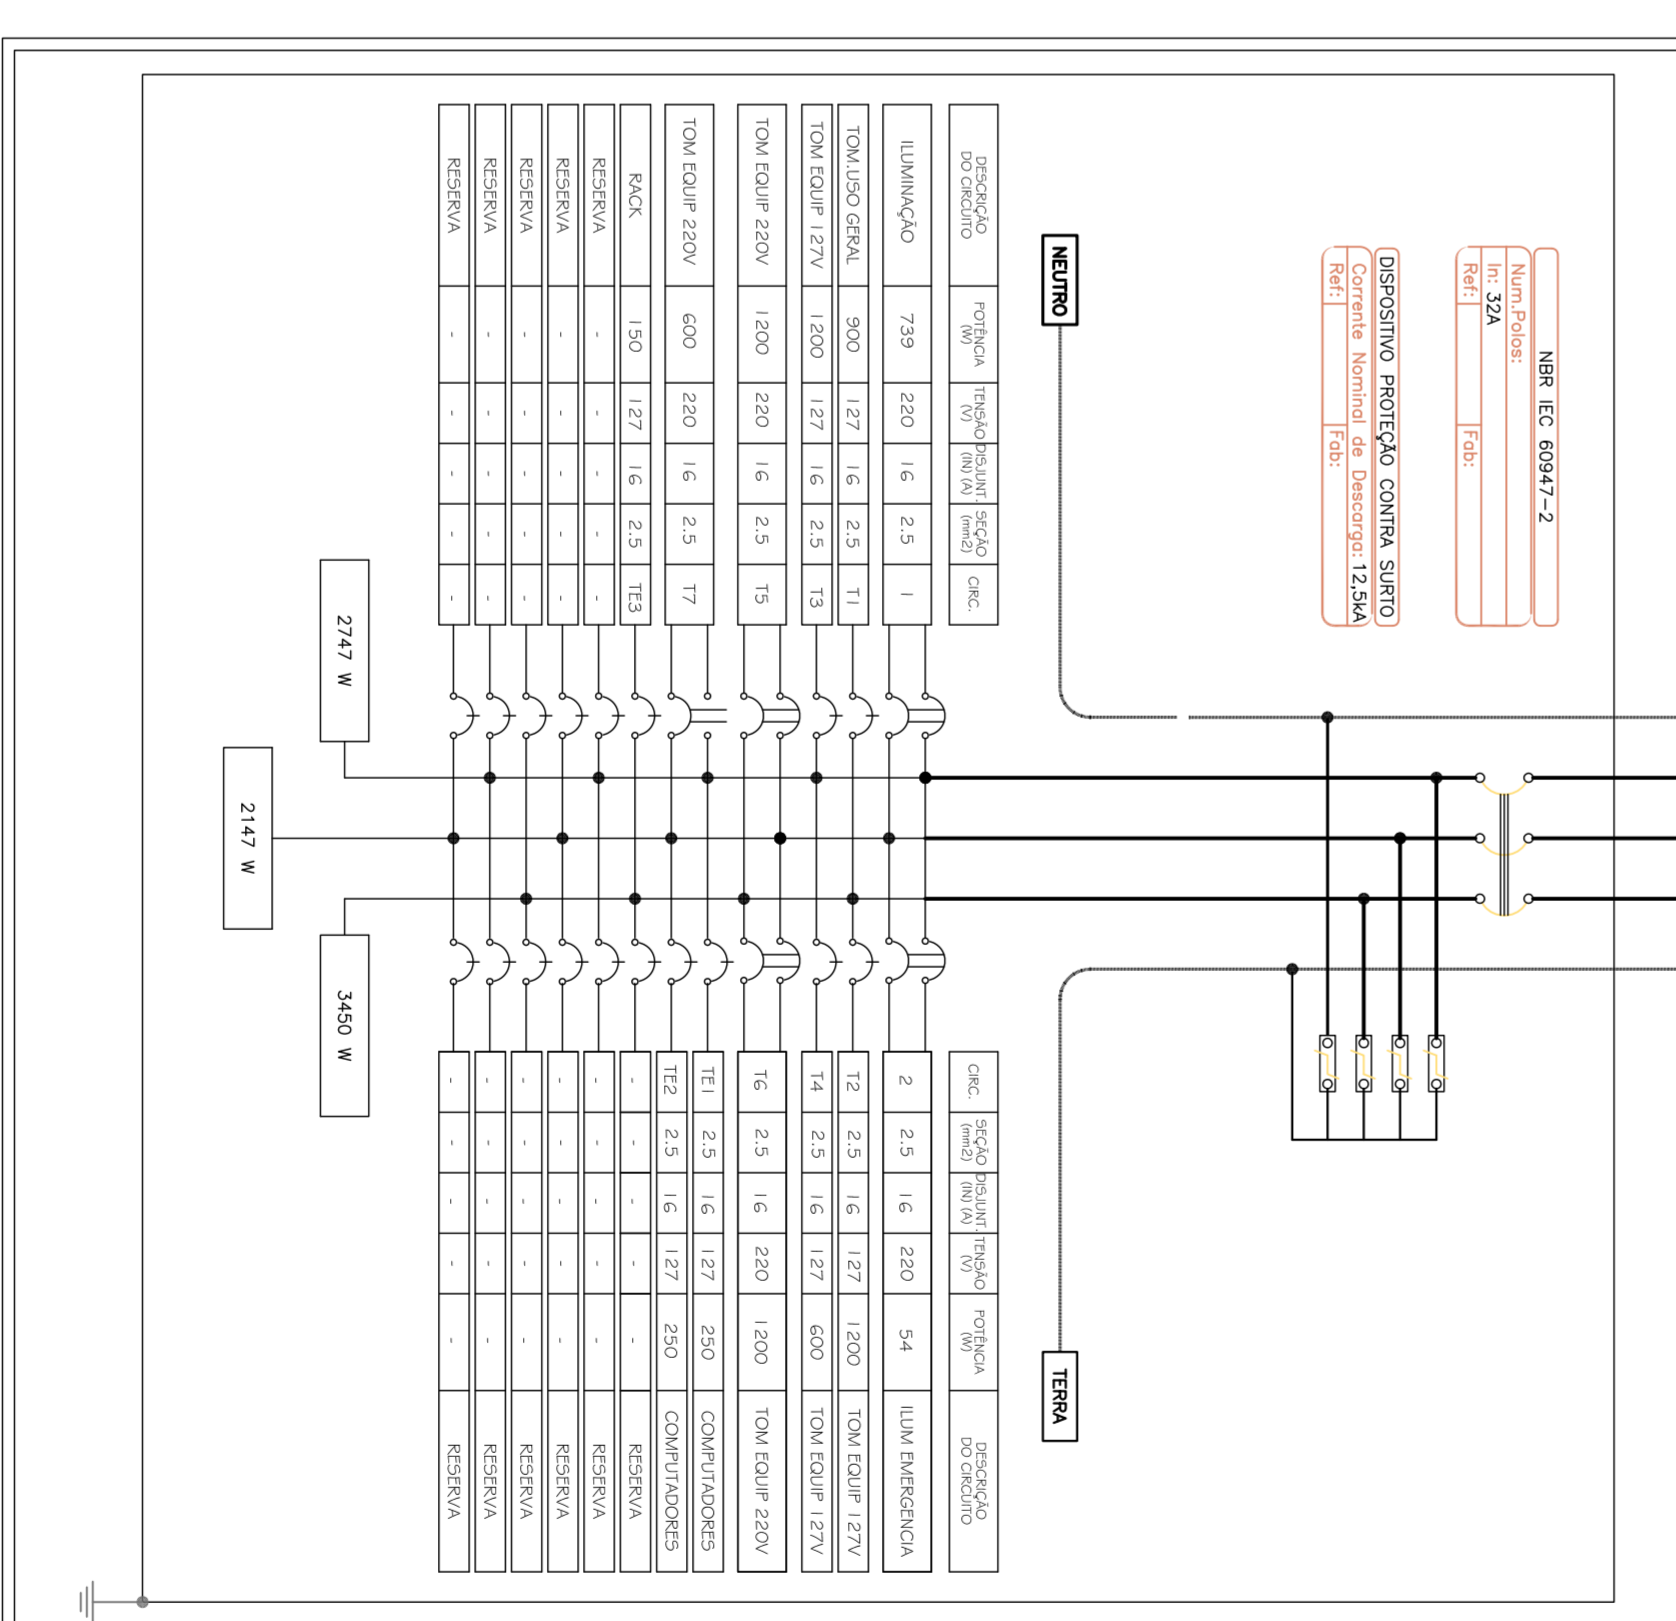 NBR IEC 60947-2
Num.Polos:
In: 32A
Ref: Fab:
DISPOSITIVO PROTEÇÃO CONTRA SURTO
Corrente Nominal de Descarga: 12,5kA
Ref: Fab:
NEUTRO
TERRA
DESCRIÇÃO DO CIRCUITO POTÊNCIA (W) TENSÃO (V) DISJUNT. (IN) (A) SEÇÃO (mm2) CIRC.
ILUMINAÇÃO 739 220 16 2.5 1
TOM.USO GERAL 900 127 16 2.5 T1
TOM EQUIP 127V 1200 127 16 2.5 T3
TOM EQUIP 220V 1200 220 16 2.5 T5
TOM EQUIP 220V 600 220 16 2.5 T7
RACK 150 127 16 2.5 TE3
RESERVA - - - - -
RESERVA - - - - -
RESERVA - - - - -
RESERVA - - - - -
RESERVA - - - - -
CIRC. SEÇÃO (mm2) DISJUNT. (IN) (A) TENSÃO (V) POTÊNCIA (W) DESCRIÇÃO DO CIRCUITO
2 2.5 16 220 54 ILUM EMERGENCIA
T2 2.5 16 127 1200 TOM EQUIP 127V
T4 2.5 16 127 600 TOM EQUIP 127V
T6 2.5 16 220 1200 TOM EQUIP 220V
TE1 2.5 16 127 250 COMPUTADORES
TE2 2.5 16 127 250 COMPUTADORES
- - - - - RESERVA
- - - - - RESERVA
- - - - - RESERVA
- - - - - RESERVA
- - - - - RESERVA
- - - - - RESERVA
2747 W
3450 W
2147 W